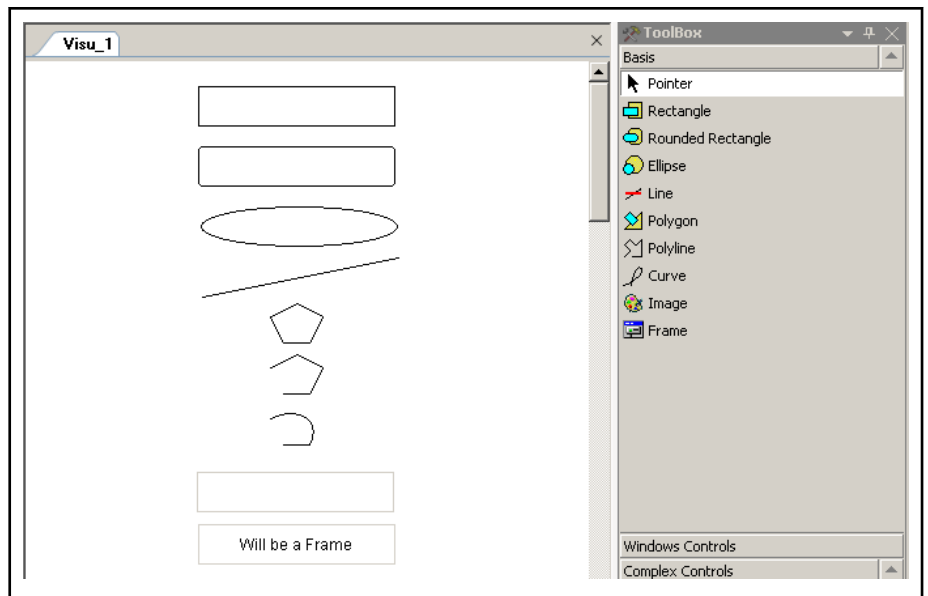 Visu_1
Will be a Frame
ToolBox
Basis
Pointer
Rectangle
Rounded Rectangle
Ellipse
Line
Polygon
Polyline
Curve
Image
Frame
Windows Controls
Complex Controls